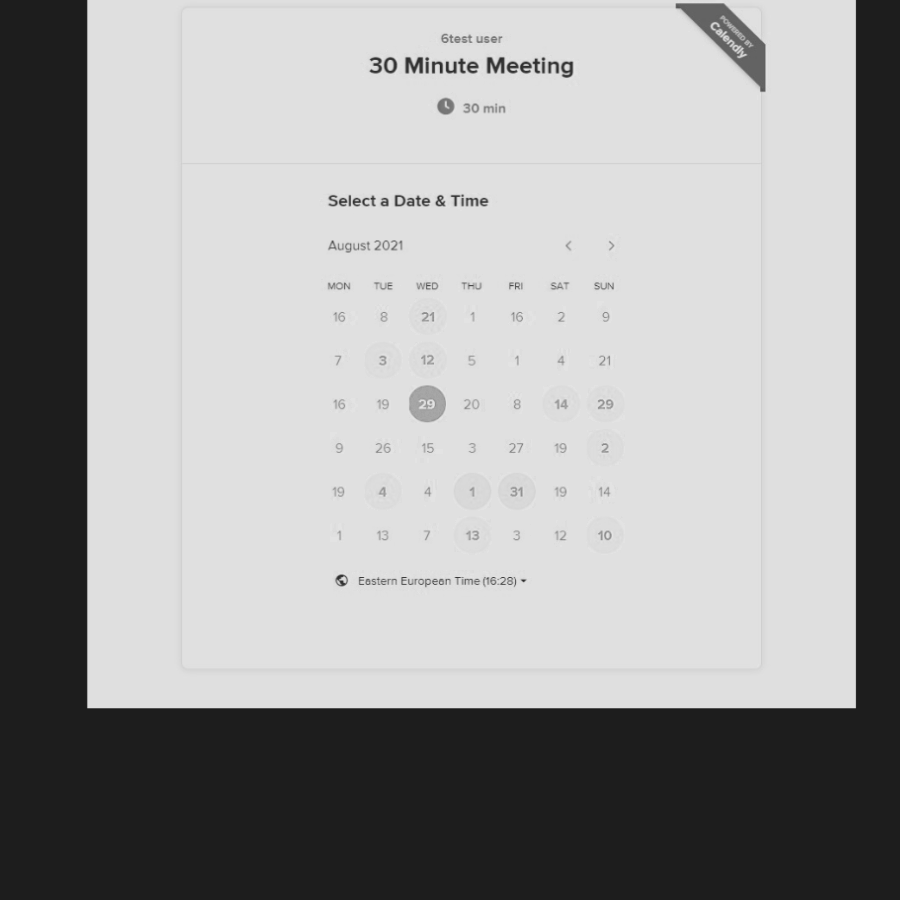 POWERED BY
Calendly
6test user
30 Minute Meeting
30 min
Select a Date & Time
August 2021
MON TUE WED THU FRI SAT SUN
16 8 21 1 16 2 9
7 3 12 5 1 4 21
16 19 29 20 8 14 29
9 26 15 3 27 19 2
19 4 4 1 31 19 14
1 13 7 13 3 12 10
Eastern European Time (16:28)